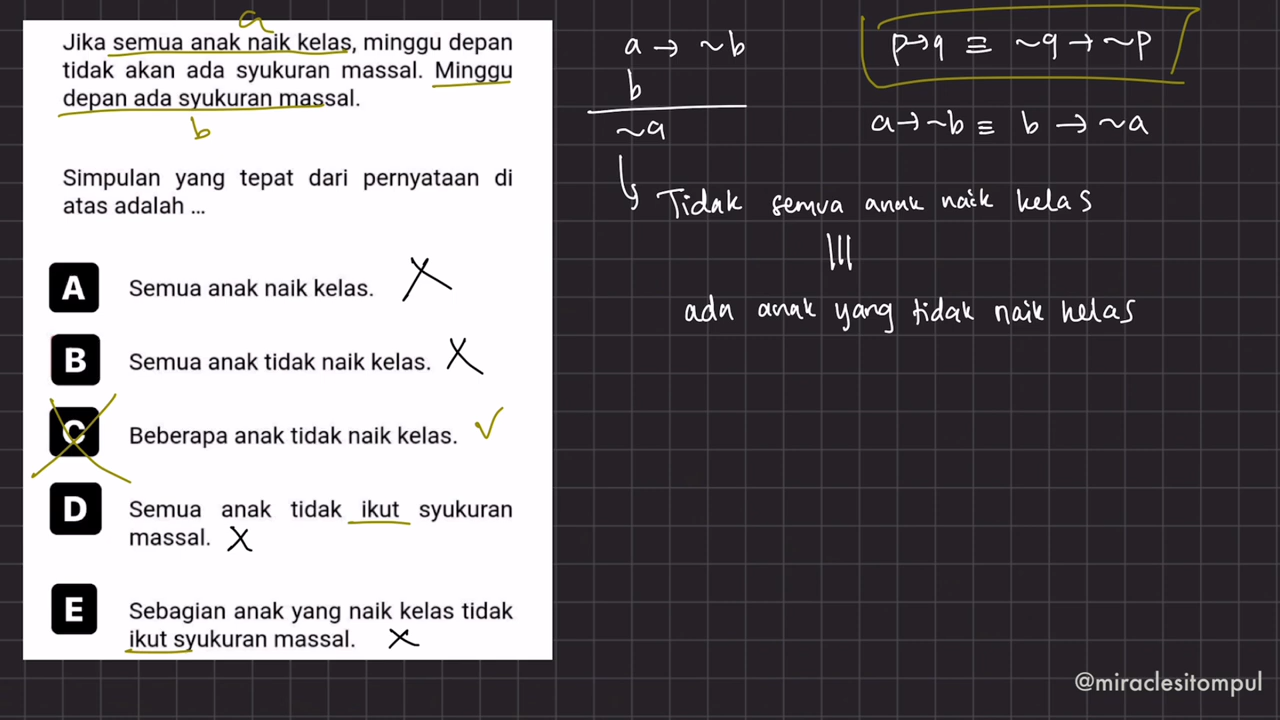 a
Jika semua anak naik kelas, minggu depan
tidak akan ada syukuran massal. Minggu
depan ada syukuran massal.
b
Simpulan yang tepat dari pernyataan di
atas adalah ...
A Semua anak naik kelas. X
B Semua anak tidak naik kelas. X
C Beberapa anak tidak naik kelas. ✓
D Semua anak tidak ikut syukuran
massal. X
E Sebagian anak yang naik kelas tidak
ikut syukuran massal. X
a → ~b
b
~a
Tidak semua anak naik kelas
|||
ada anak yang tidak naik kelas
p→q ≡ ~q → ~p
a→~b ≡ b → ~a
@miraclesitompul